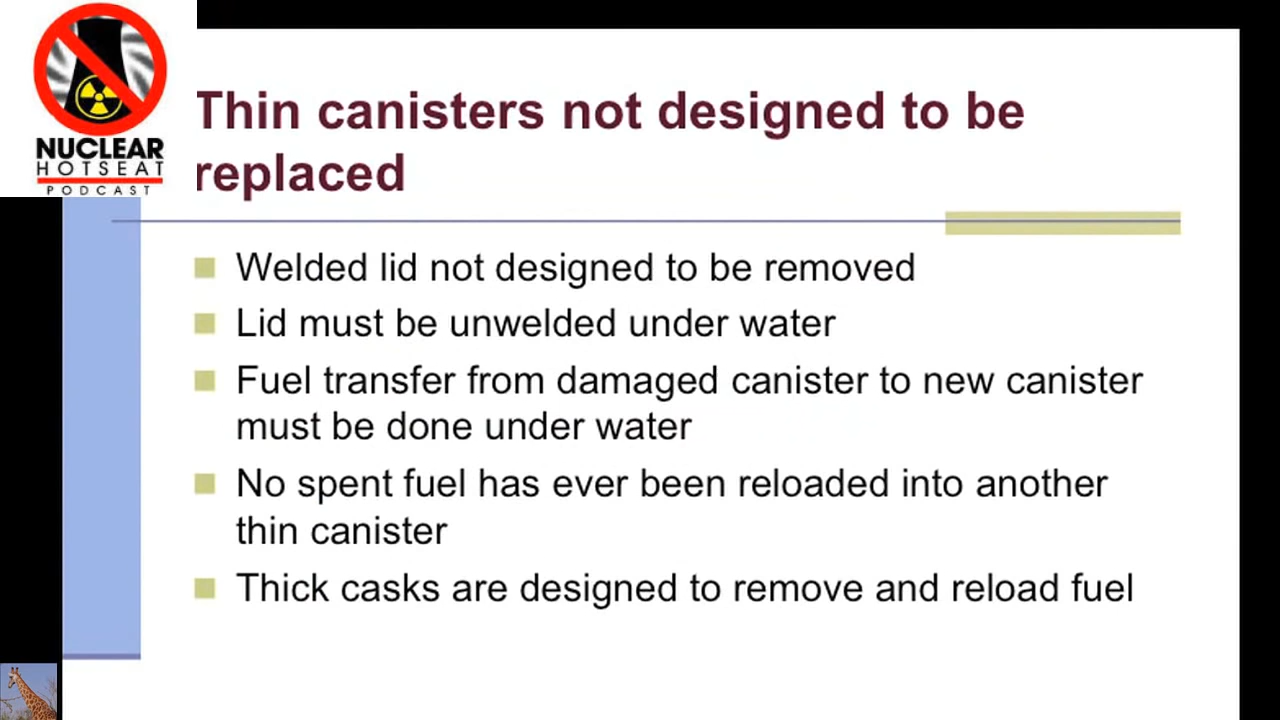 NUCLEAR
HOTSEAT
PODCAST
Thin canisters not designed to be
replaced
Welded lid not designed to be removed
Lid must be unwelded under water
Fuel transfer from damaged canister to new canister
must be done under water
No spent fuel has ever been reloaded into another
thin canister
Thick casks are designed to remove and reload fuel